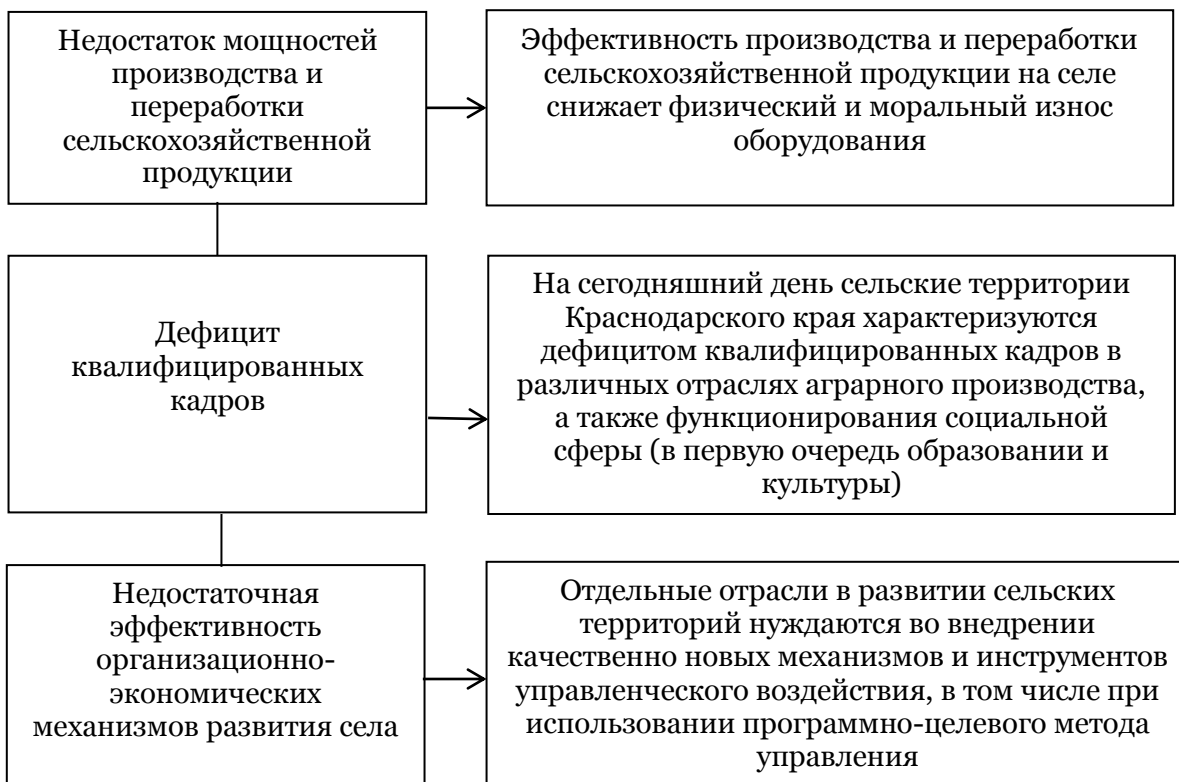 Недостаток мощностей
производства и
переработки
сельскохозяйственной
продукции
Эффективность производства и переработки
сельскохозяйственной продукции на селе
снижает физический и моральный износ
оборудования
Дефицит
квалифицированных
кадров
На сегодняшний день сельские территории
Краснодарского края характеризуются
дефицитом квалифицированных кадров в
различных отраслях аграрного производства,
а также функционирования социальной
сферы (в первую очередь образовании и
культуры)
Недостаточная
эффективность
организационно-
экономических
механизмов развития села
Отдельные отрасли в развитии сельских
территорий нуждаются во внедрении
качественно новых механизмов и инструментов
управленческого воздействия, в том числе при
использовании программно-целевого метода
управления